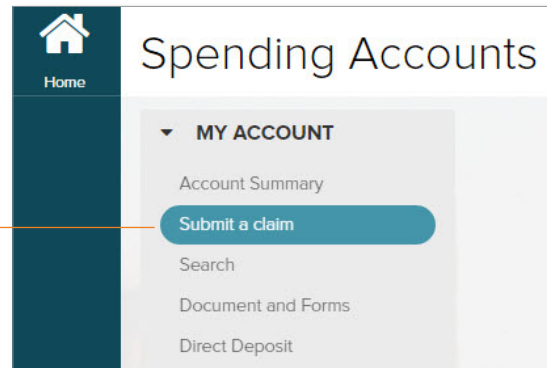 Home
Spending Accounts
MY ACCOUNT
Account Summary
Submit a claim
Search
Document and Forms
Direct Deposit